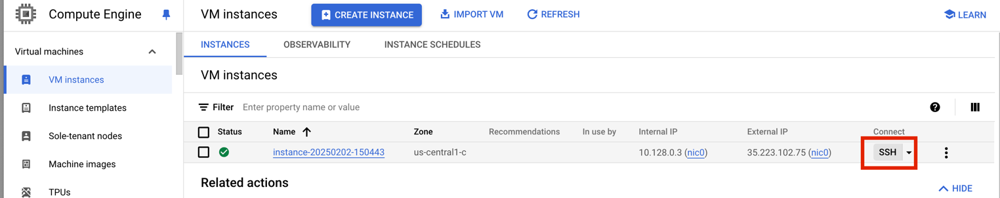 Compute Engine
VM instances
CREATE INSTANCE
IMPORT VM
REFRESH
LEARN
Virtual machines
VM instances
Instance templates
Sole-tenant nodes
Machine images
TPUs
INSTANCES OBSERVABILITY INSTANCE SCHEDULES
VM instances
Filter Enter property name or value
Status Name Zone Recommendations In use by Internal IP External IP Connect
instance-20250202-150443 us-central1-c 10.128.0.3 (nic0) 35.223.102.75 (nic0) SSH
Related actions
HIDE